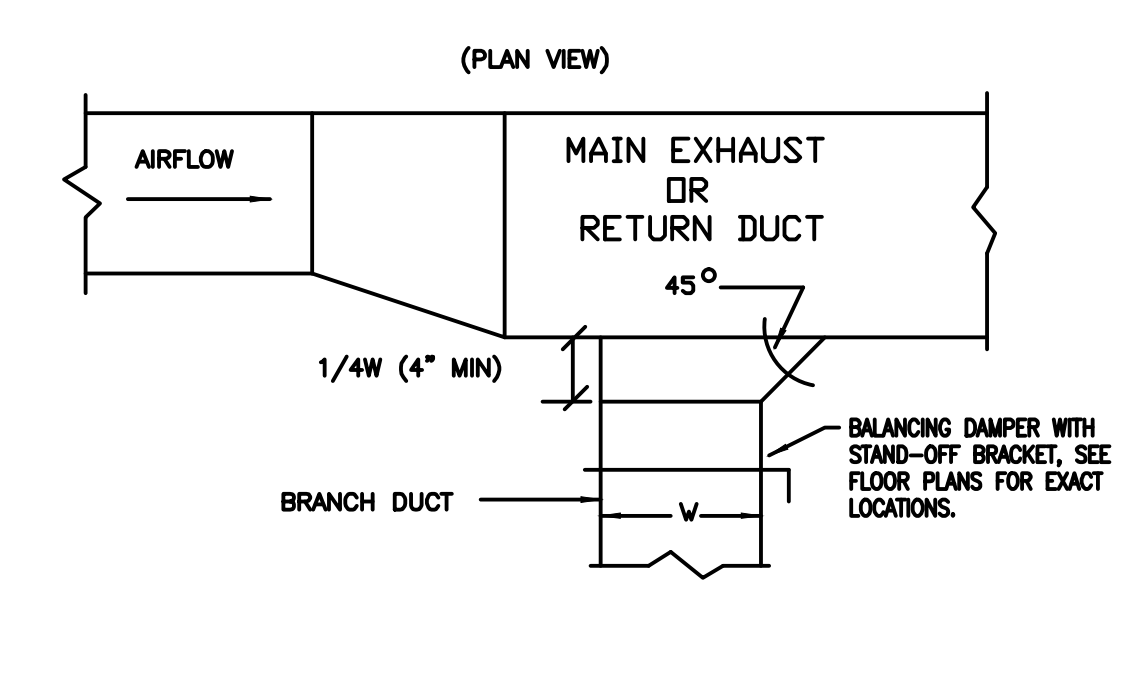 (PLAN VIEW)
AIRFLOW
MAIN EXHAUST
OR
RETURN DUCT
45°
1/4W (4" MIN)
BALANCING DAMPER WITH
STAND-OFF BRACKET, SEE
FLOOR PLANS FOR EXACT
LOCATIONS.
BRANCH DUCT
W